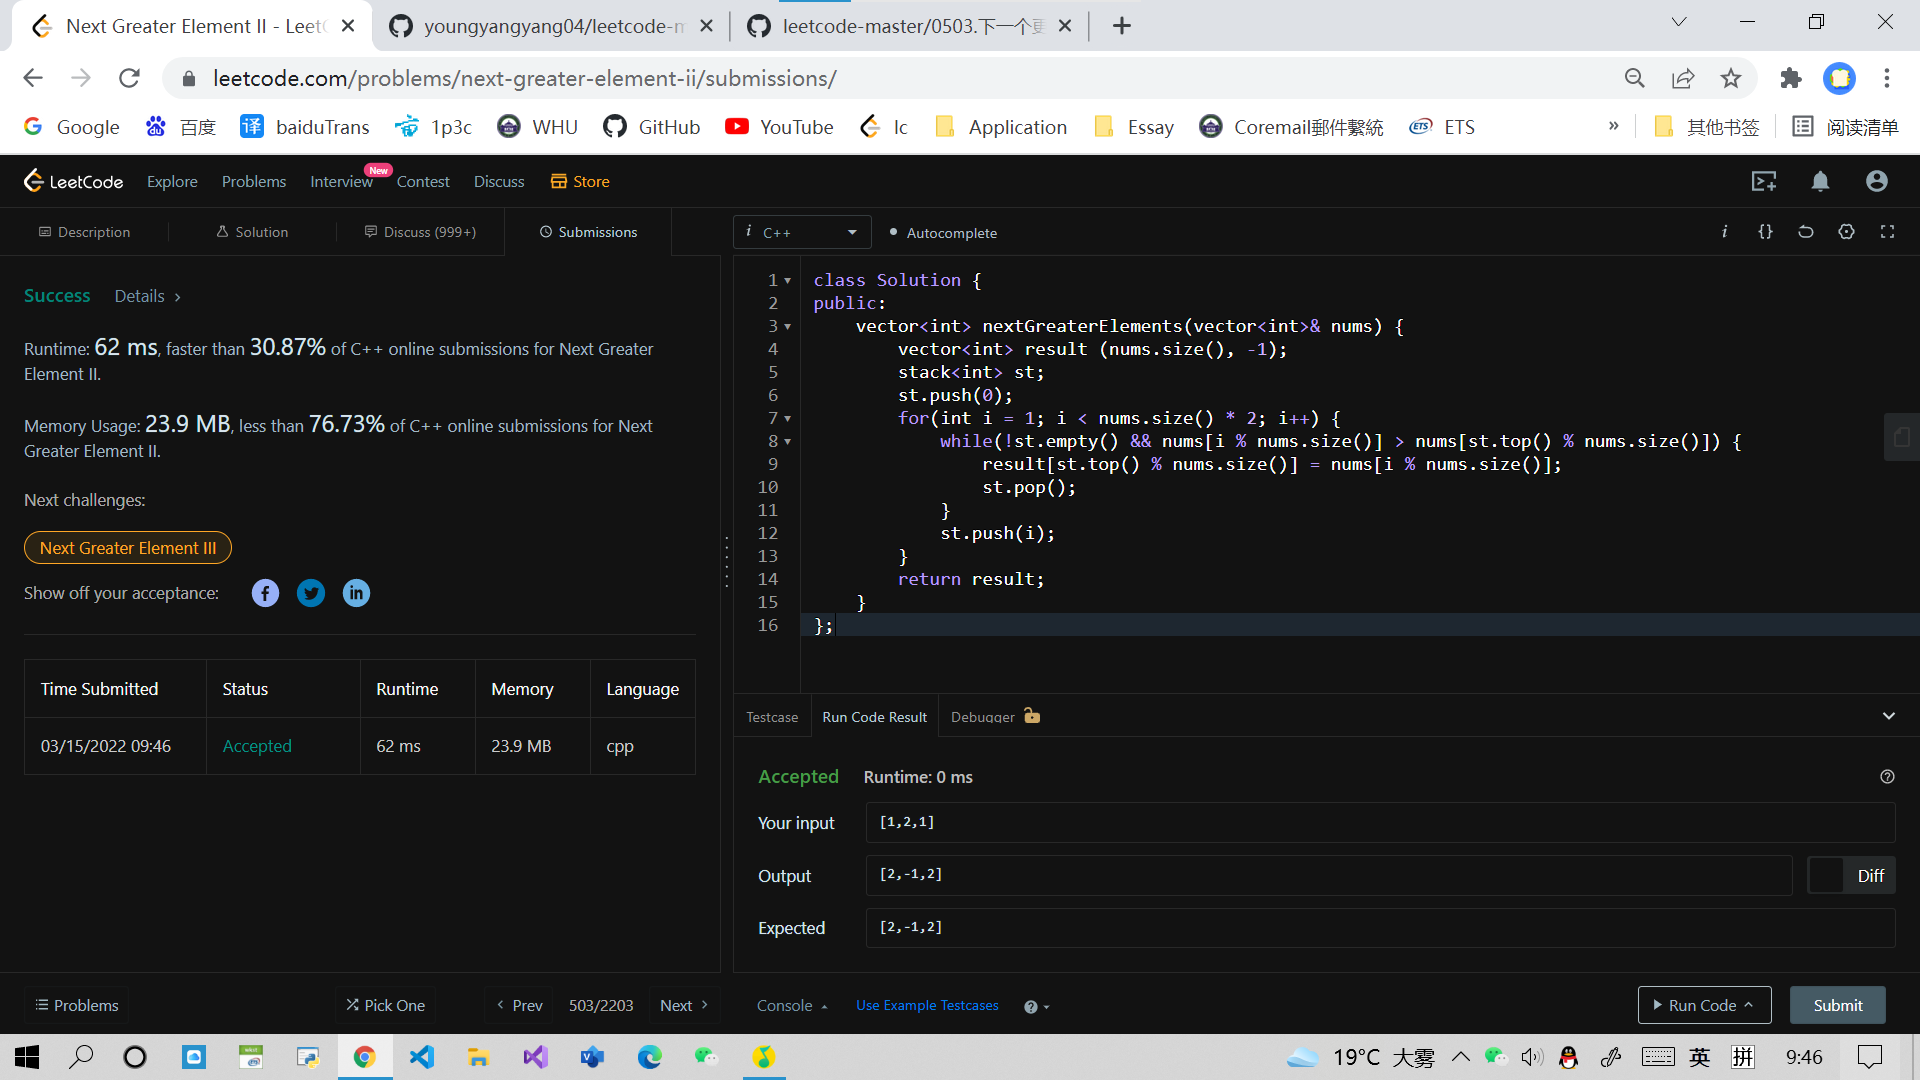 Next Greater Element II - Leet
youngyangyang04/leetcode-m
leetcode-master/0503.下一个更
leetcode.com/problems/next-greater-element-ii/submissions/
Google
百度
译
baiduTrans
1p3c
WHU
GitHub
YouTube
lc
Application
Essay
Coremail郵件繫統
ETS
ETS
»
其他书签
阅读清单
LeetCode
Explore
Problems
Interview
New
Contest
Discuss
Store
Description
Solution
Discuss (999+)
Submissions
i C++
Autocomplete
i {}
Success
Details >
Runtime: 62 ms, faster than 30.87% of C++ online submissions for Next Greater
Element II.
Memory Usage: 23.9 MB, less than 76.73% of C++ online submissions for Next
Greater Element II.
Next challenges:
Next Greater Element III
Show off your acceptance:
f
in
Time Submitted Status Runtime Memory Language
03/15/2022 09:46 Accepted 62 ms 23.9 MB cpp
1 class Solution {
2 public:
3 vector<int> nextGreaterElements(vector<int>& nums) {
4 vector<int> result (nums.size(), -1);
5 stack<int> st;
6 st.push(0);
7 for(int i = 1; i < nums.size() * 2; i++) {
8 while(!st.empty() && nums[i % nums.size()] > nums[st.top() % nums.size()]) {
9 result[st.top() % nums.size()] = nums[i % nums.size()];
10 st.pop();
11 }
12 st.push(i);
13 }
14 return result;
15 }
16 };
Testcase
Run Code Result
Debugger
Accepted Runtime: 0 ms
?
Your input [1,2,1]
Output [2,-1,2]
Diff
Expected [2,-1,2]
Problems
Pick One
< Prev
503/2203
Next >
Console
Use Example Testcases
?
Run Code
Submit
19°C 大雾
英
拼
9:46